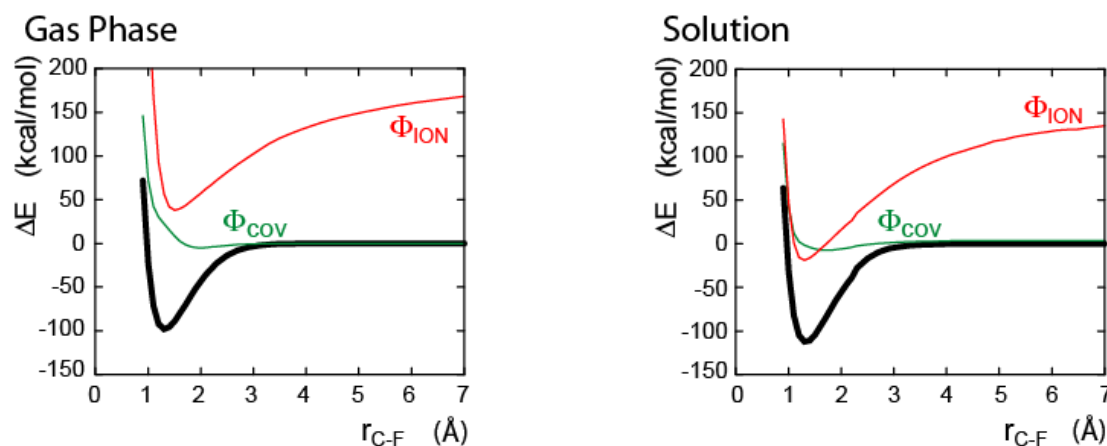 Gas Phase
ΔE (kcal/mol)
200
150
100
50
0
-50
-100
-150
Φ_ION
Φ_COV
0 1 2 3 4 5 6 7
r_C-F (Å)
Solution
ΔE (kcal/mol)
200
150
100
50
0
-50
-100
-150
Φ_ION
Φ_COV
0 1 2 3 4 5 6 7
r_C-F (Å)